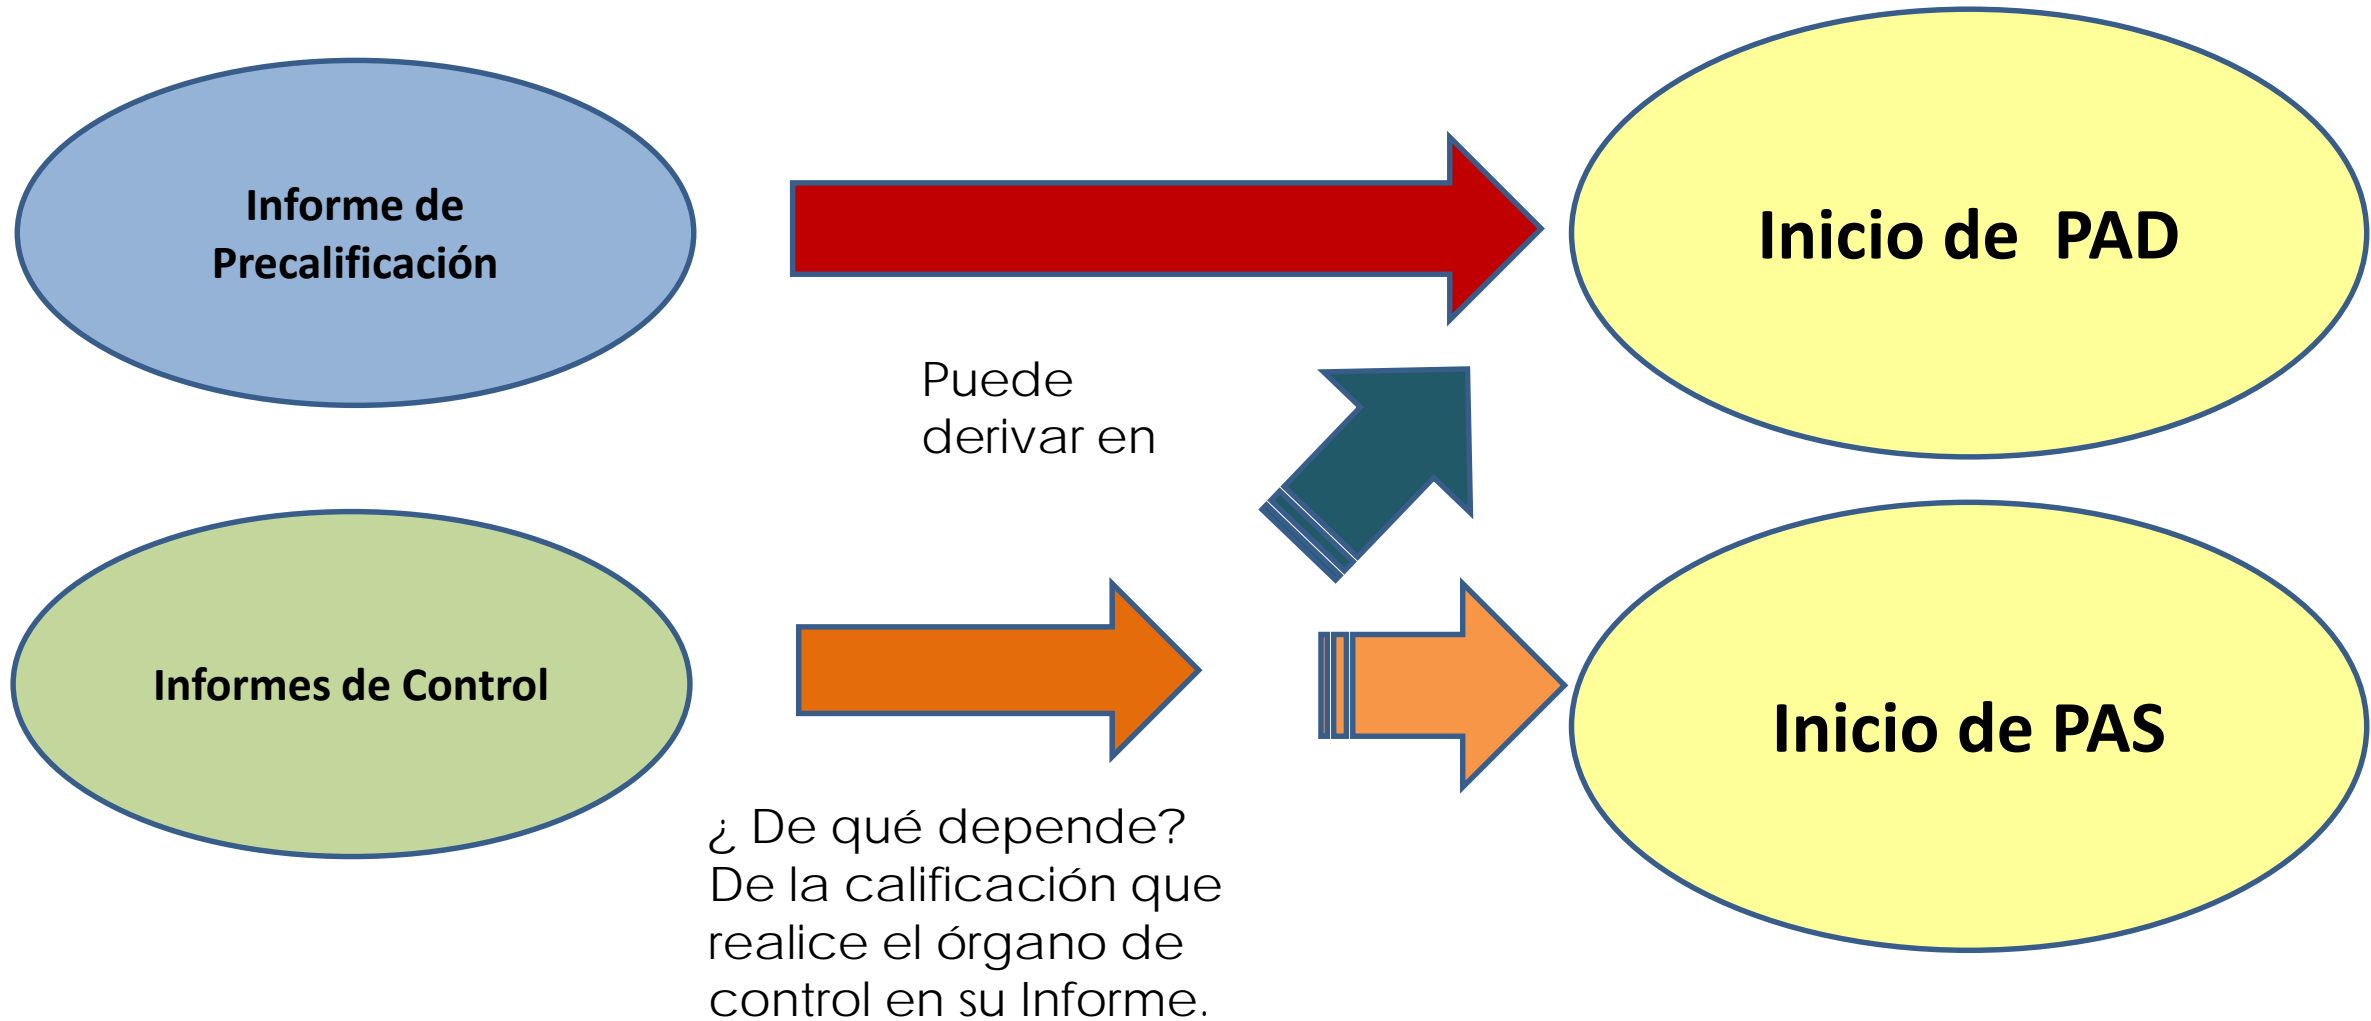 Informe de
Precalificación
Inicio de PAD
Puede
derivar en
Informes de Control
Inicio de PAS
¿ De qué depende?
De la calificación que
realice el órgano de
control en su Informe.